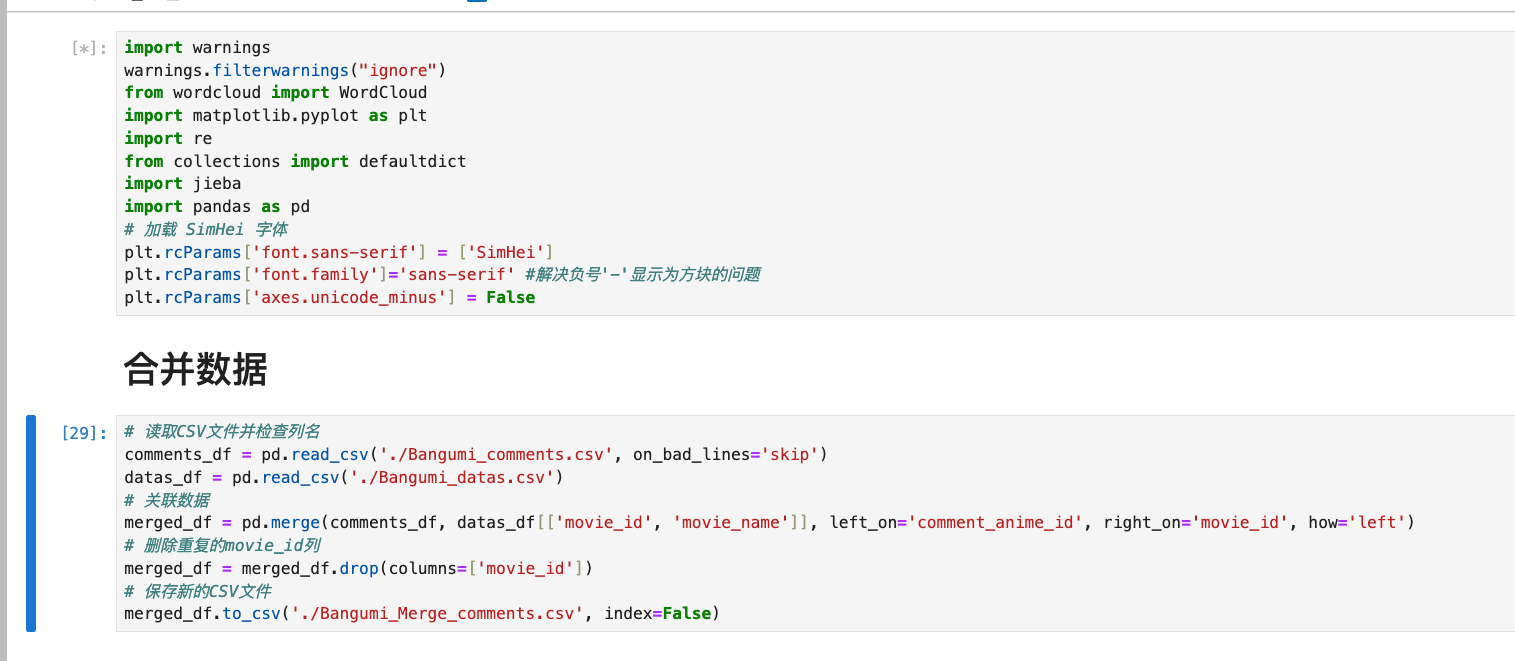 [*]:
import warnings
warnings.filterwarnings("ignore")
from wordcloud import WordCloud
import matplotlib.pyplot as plt
import re
from collections import defaultdict
import jieba
import pandas as pd
# 加载 SimHei 字体
plt.rcParams['font.sans-serif'] = ['SimHei']
plt.rcParams['font.family']='sans-serif' #解决负号'-'显示为方块的问题
plt.rcParams['axes.unicode_minus'] = False
合并数据
[29]:
# 读取CSV文件并检查列名
comments_df = pd.read_csv('./Bangumi_comments.csv', on_bad_lines='skip')
datas_df = pd.read_csv('./Bangumi_datas.csv')
# 关联数据
merged_df = pd.merge(comments_df, datas_df[['movie_id', 'movie_name']], left_on='comment_anime_id', right_on='movie_id', how='left')
# 删除重复的movie_id列
merged_df = merged_df.drop(columns=['movie_id'])
# 保存新的CSV文件
merged_df.to_csv('./Bangumi_Merge_comments.csv', index=False)